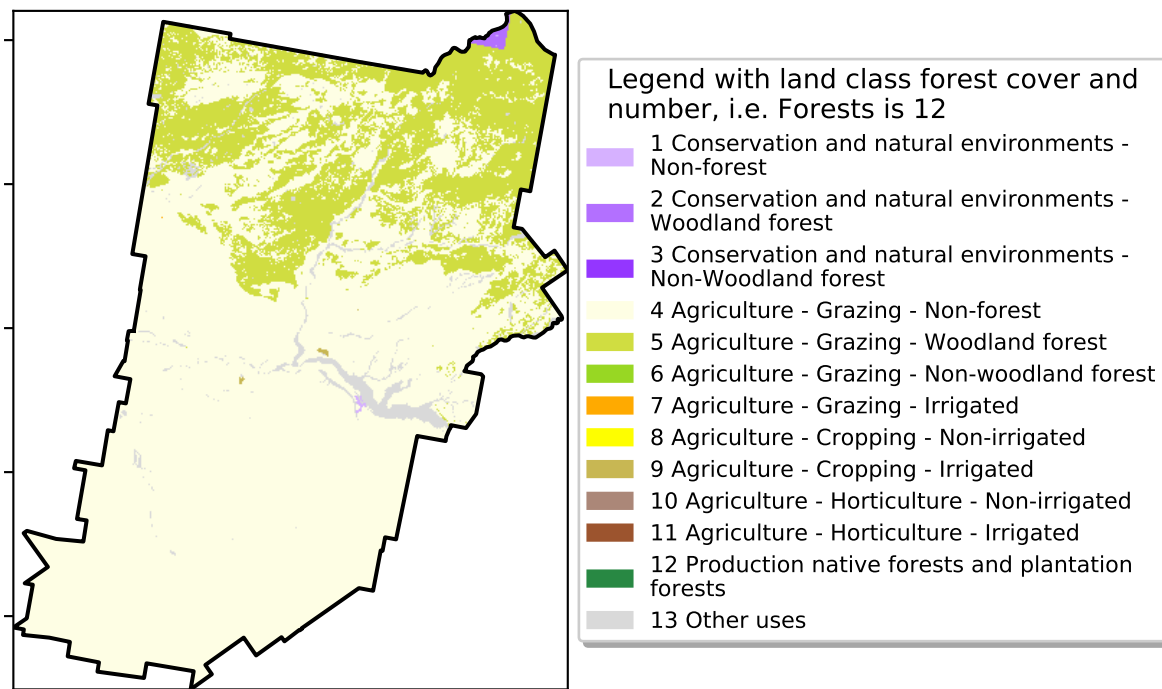 Legend with land class forest cover and
number, i.e. Forests is 12
1 Conservation and natural environments -
Non-forest
2 Conservation and natural environments -
Woodland forest
3 Conservation and natural environments -
Non-Woodland forest
4 Agriculture - Grazing - Non-forest
5 Agriculture - Grazing - Woodland forest
6 Agriculture - Grazing - Non-woodland forest
7 Agriculture - Grazing - Irrigated
8 Agriculture - Cropping - Non-irrigated
9 Agriculture - Cropping - Irrigated
10 Agriculture - Horticulture - Non-irrigated
11 Agriculture - Horticulture - Irrigated
12 Production native forests and plantation
forests
13 Other uses